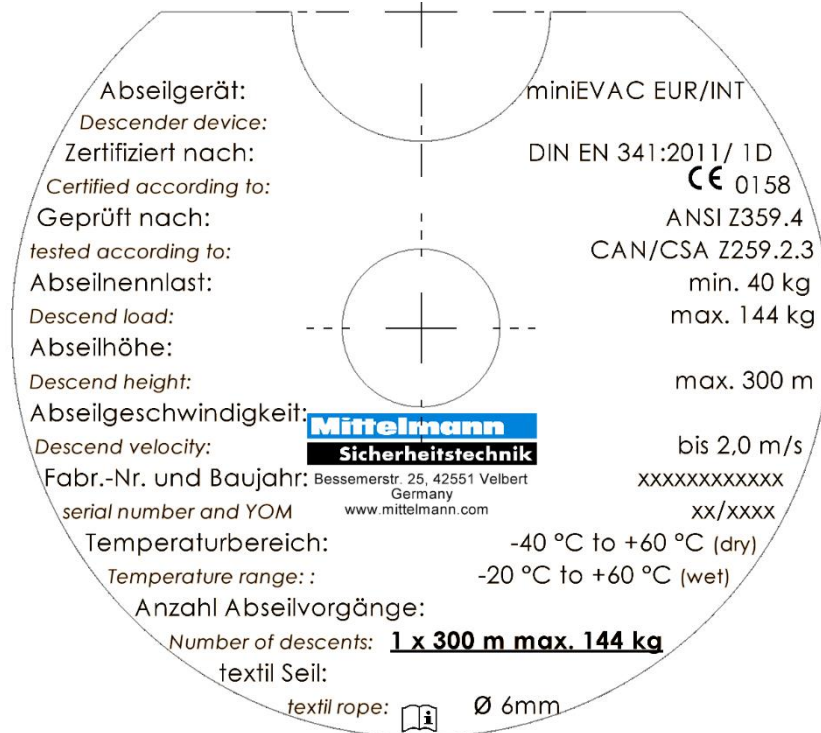 Abseilgerät: miniEVAC EUR/INT
Descender device:
Zertifiziert nach: DIN EN 341:2011/ 1D
Certified according to: CE 0158
Geprüft nach: ANSI Z359.4
tested according to: CAN/CSA Z259.2.3
Abseilnennlast: min. 40 kg
Descend load: max. 144 kg
Abseilhöhe:
Descend height: max. 300 m
Abseilgeschwindigkeit:
Mittelmann
Descend velocity: bis 2,0 m/s
Sicherheitstechnik
Fabr.-Nr. und Baujahr: xxxxxxxxxxxx
Bessemerstr. 25, 42551 Velbert
Germany
www.mittelmann.com
serial number and YOM xx/xxxx
Temperaturbereich: -40 °C to +60 °C (dry)
Temperature range: : -20 °C to +60 °C (wet)
Anzahl Abseilvorgänge:
Number of descents: 1 x 300 m max. 144 kg
textil Seil:
textil rope: i Ø 6mm